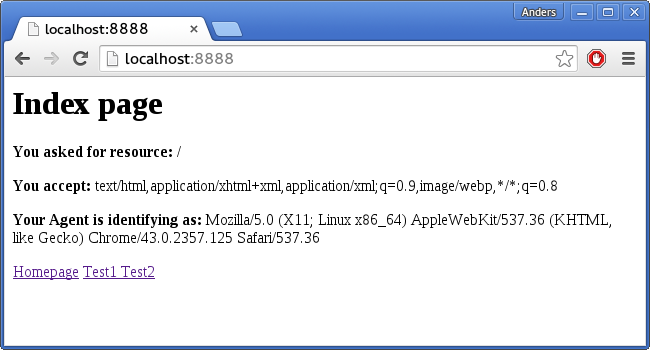 Anders
localhost:8888
localhost:8888
Index page
You asked for resource: /
You accept: text/html,application/xhtml+xml,application/xml;q=0.9,image/webp,*/*;q=0.8
Your Agent is identifying as: Mozilla/5.0 (X11; Linux x86_64) AppleWebKit/537.36 (KHTML,
like Gecko) Chrome/43.0.2357.125 Safari/537.36
Homepage Test1 Test2